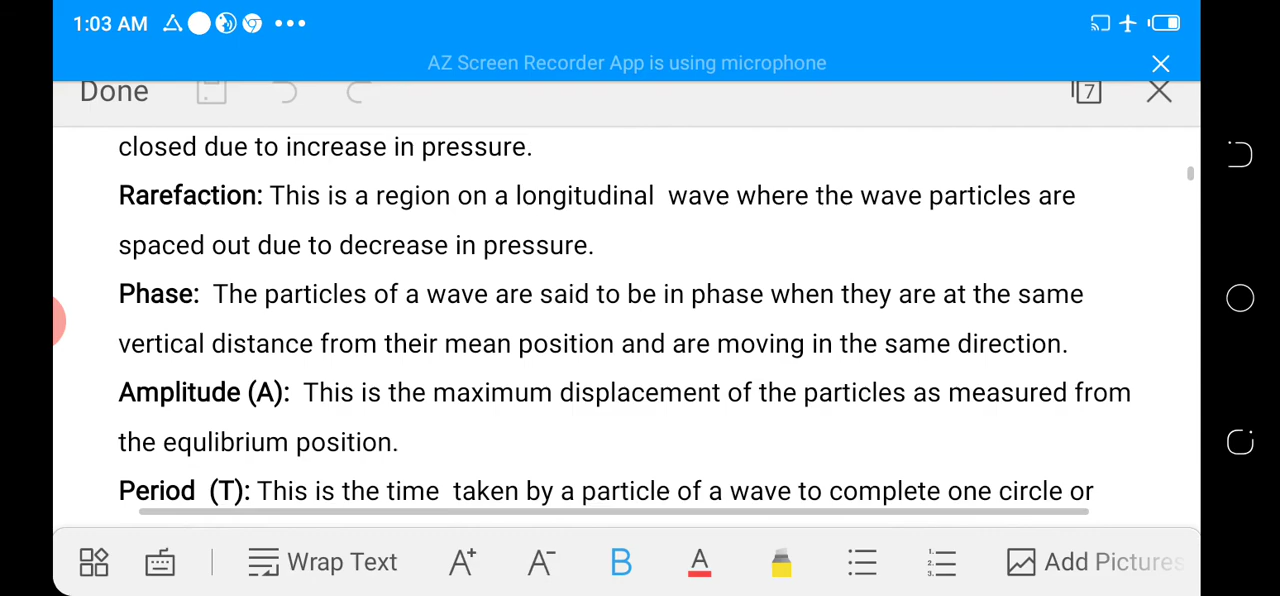 1:03 AM
AZ Screen Recorder App is using microphone
Done
7
closed due to increase in pressure.
Rarefaction: This is a region on a longitudinal wave where the wave particles are
spaced out due to decrease in pressure.
Phase: The particles of a wave are said to be in phase when they are at the same
vertical distance from their mean position and are moving in the same direction.
Amplitude (A): This is the maximum displacement of the particles as measured from
the equlibrium position.
Period (T): This is the time taken by a particle of a wave to complete one circle or
Wrap Text A+ A- B A Add Pictures